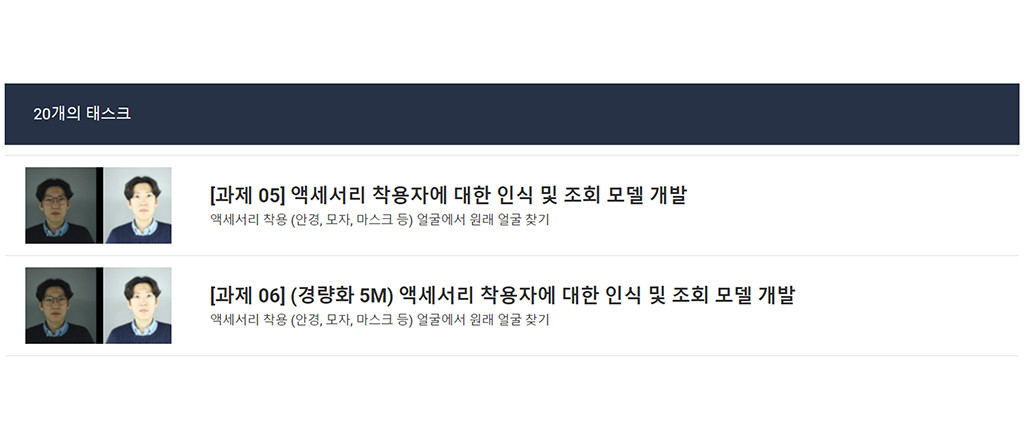 20개의 태스크
[과제 05] 액세서리 착용자에 대한 인식 및 조회 모델 개발
액세서리 착용 (안경, 모자, 마스크 등) 얼굴에서 원래 얼굴 찾기
[과제 06] (경량화 5M) 액세서리 착용자에 대한 인식 및 조회 모델 개발
액세서리 착용 (안경, 모자, 마스크 등) 얼굴에서 원래 얼굴 찾기